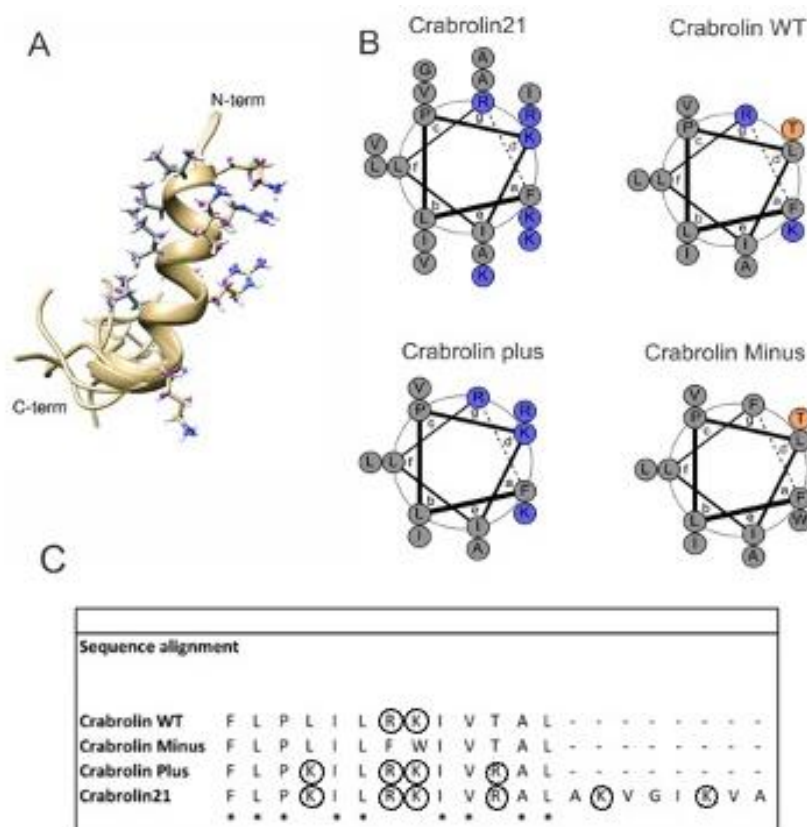 A
B
Crabrolin21
Crabrolin WT
N-term
C-term
G A
V A I
P R R
c g K
V d
L L f
a F
b e K
L I K
I A
V K
V R T
P g L
c d
L L f
a F
b e K
L I
I A
Crabrolin plus
Crabrolin Minus
V R R
P g K
c d
L L f
a F
b e K
L I
I A
V F T
P g L
c d
L L f
a F
b e W
L I
I A
C
Sequence alignment
Crabrolin WT F L P L I L R K I V T A L - - - - - - - -
Crabrolin Minus F L P L I L F W I V T A L - - - - - - - -
Crabrolin Plus F L P K I L R K I V R A L - - - - - - - -
Crabrolin21 F L P K I L R K I V R A L A K V G I K V A
* * * * * * * * *